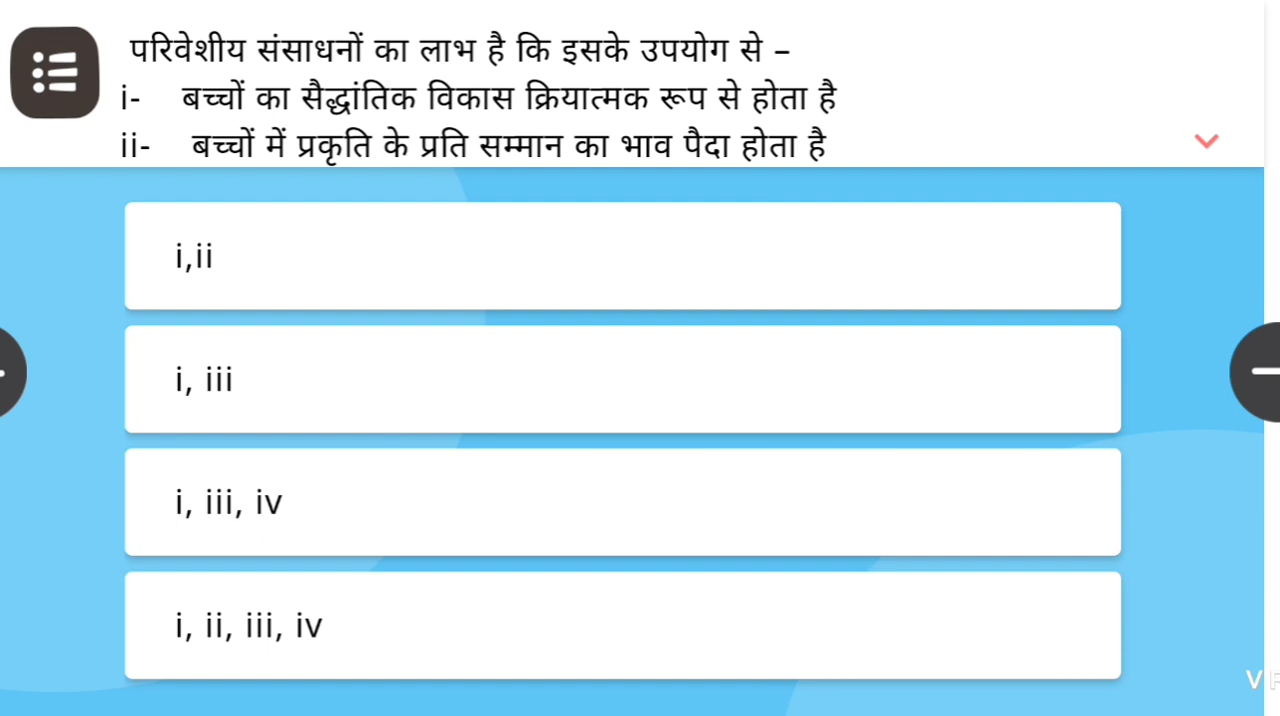 परिवेशीय संसाधनों का लाभ है कि इसके उपयोग से –
i- बच्चों का सैद्धांतिक विकास क्रियात्मक रूप से होता है
ii- बच्चों में प्रकृति के प्रति सम्मान का भाव पैदा होता है
i,ii
i, iii
i, iii, iv
i, ii, iii, iv